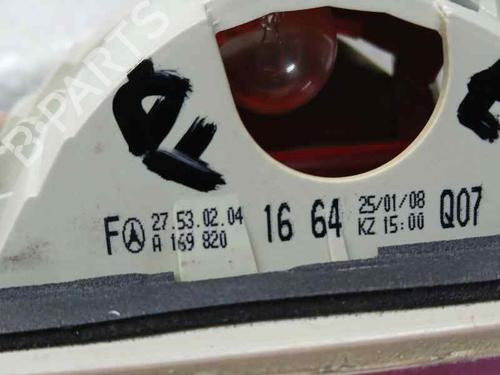 B-PARTS
F 27.53.02.04 16 64 25/01/08 Q07
A 169 820 KZ 15:00